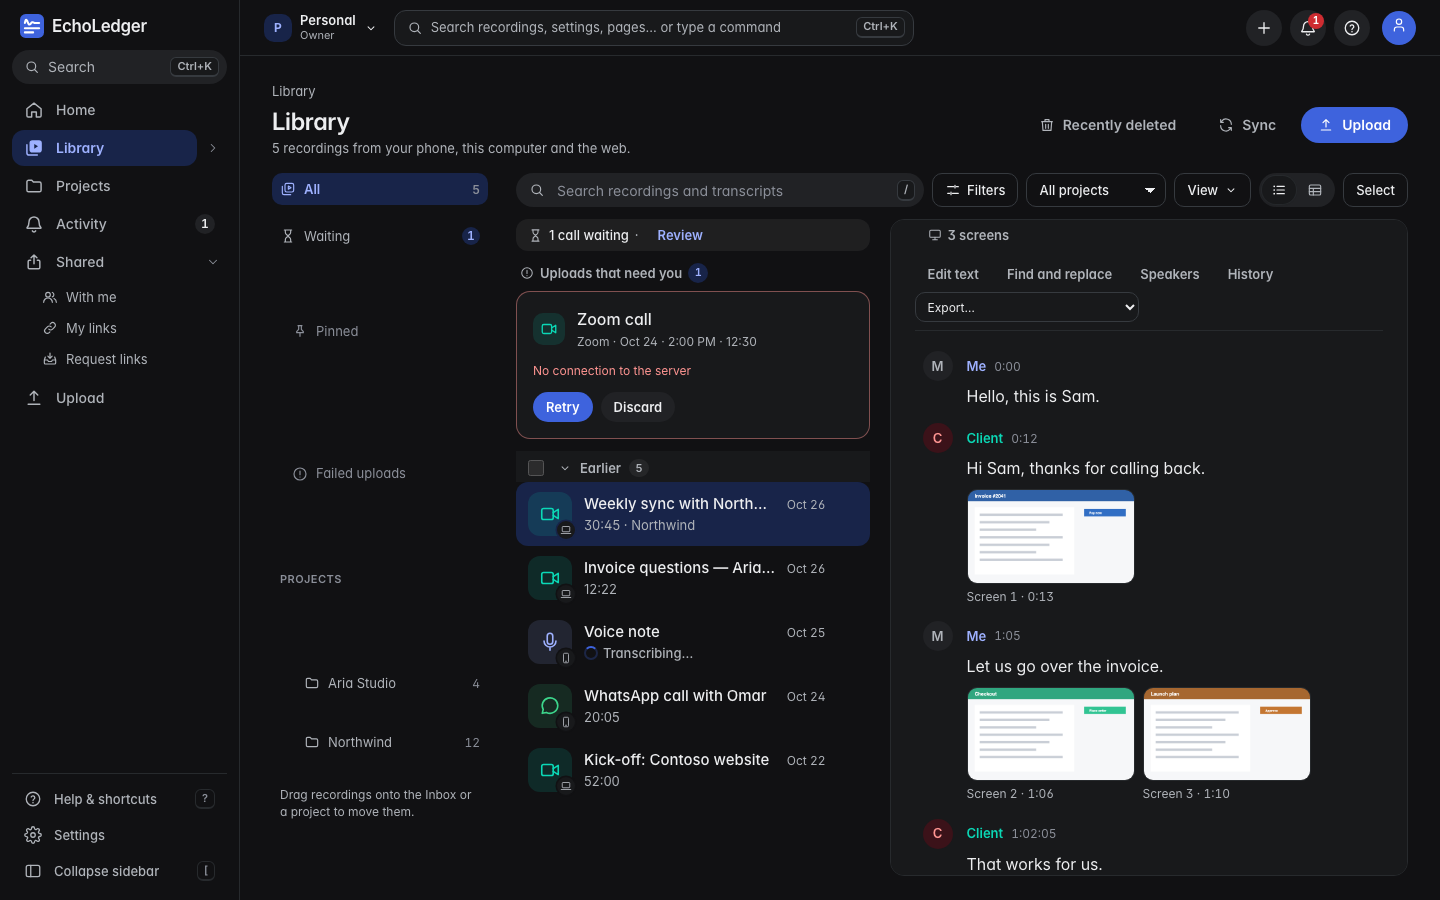 EchoLedger
Search
Ctrl+K
Home
Library
Projects
Activity
1
Shared
With me
My links
Request links
Upload
Help & shortcuts
?
Settings
Collapse sidebar
[
P
Personal
Owner
Search recordings, settings, pages... or type a command
Ctrl+K
1
Library
Library
5 recordings from your phone, this computer and the web.
Recently deleted
Sync
Upload
All
5
Waiting
1
Pinned
Failed uploads
PROJECTS
Aria Studio
4
Northwind
12
Drag recordings onto the Inbox or
a project to move them.
Search recordings and transcripts
/
Filters
All projects
View
Select
1 call waiting ·
Review
Uploads that need you
1
Zoom call
Zoom · Oct 24 · 2:00 PM · 12:30
No connection to the server
Retry
Discard
Earlier
5
Weekly sync with North...
Oct 26
30:45 · Northwind
Invoice questions — Aria...
Oct 26
12:22
Voice note
Oct 25
Transcribing...
WhatsApp call with Omar
Oct 24
20:05
Kick-off: Contoso website
Oct 22
52:00
3 screens
Edit text
Find and replace
Speakers
History
Export...
M
Me 0:00
Hello, this is Sam.
C
Client 0:12
Hi Sam, thanks for calling back.
Invoice #2041
Pay now
Screen 1 · 0:13
M
Me 1:05
Let us go over the invoice.
Checkout
Launch plan
Approve
Screen 2 · 1:06
Screen 3 · 1:10
C
Client 1:02:05
That works for us.